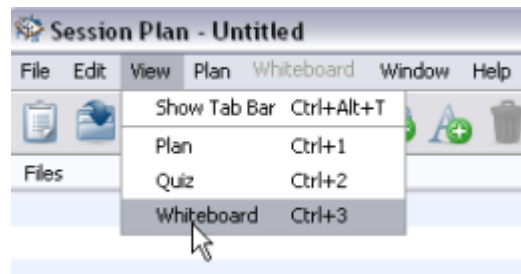 Session Plan - Untitled
File Edit View Plan Whiteboard Window Help
Show Tab Bar Ctrl+Alt+T
Plan Ctrl+1
Files
Quiz Ctrl+2
Whiteboard Ctrl+3